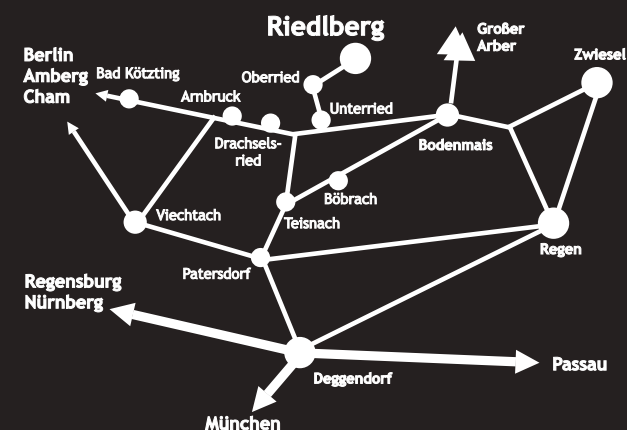 Riedlberg
Großer
Arber
Berlin
Amberg
Cham
Zwiesel
Bad Kötzting
Oberried
Arnbruck
Unterried
Drachsels-
ried
Bodenmais
Böbrach
Viechtach
Teisnach
Regen
Patersdorf
Regensburg
Nürnberg
Passau
Deggendorf
München